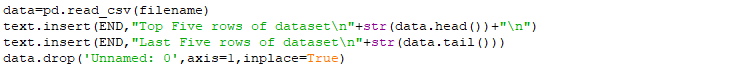 data=pd.read_csv(filename)
text.insert(END,"Top Five rows of dataset\n"+str(data.head())+"\n")
text.insert(END,"Last Five rows of dataset\n"+str(data.tail()))
data.drop('Unnamed: 0',axis=1,inplace=True)